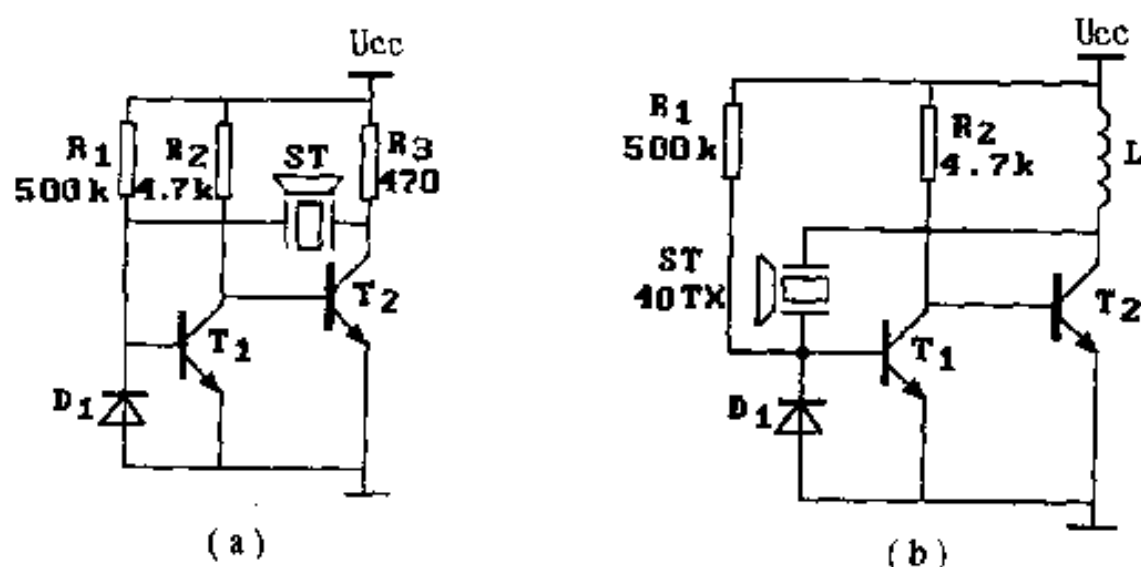 Ucc
R1
500k
R2
4.7k
ST
R3
470
T1
T2
D1
(a)
Ucc
R1
500k
R2
4.7k
L
ST
40TX
T1
T2
D1
(b)